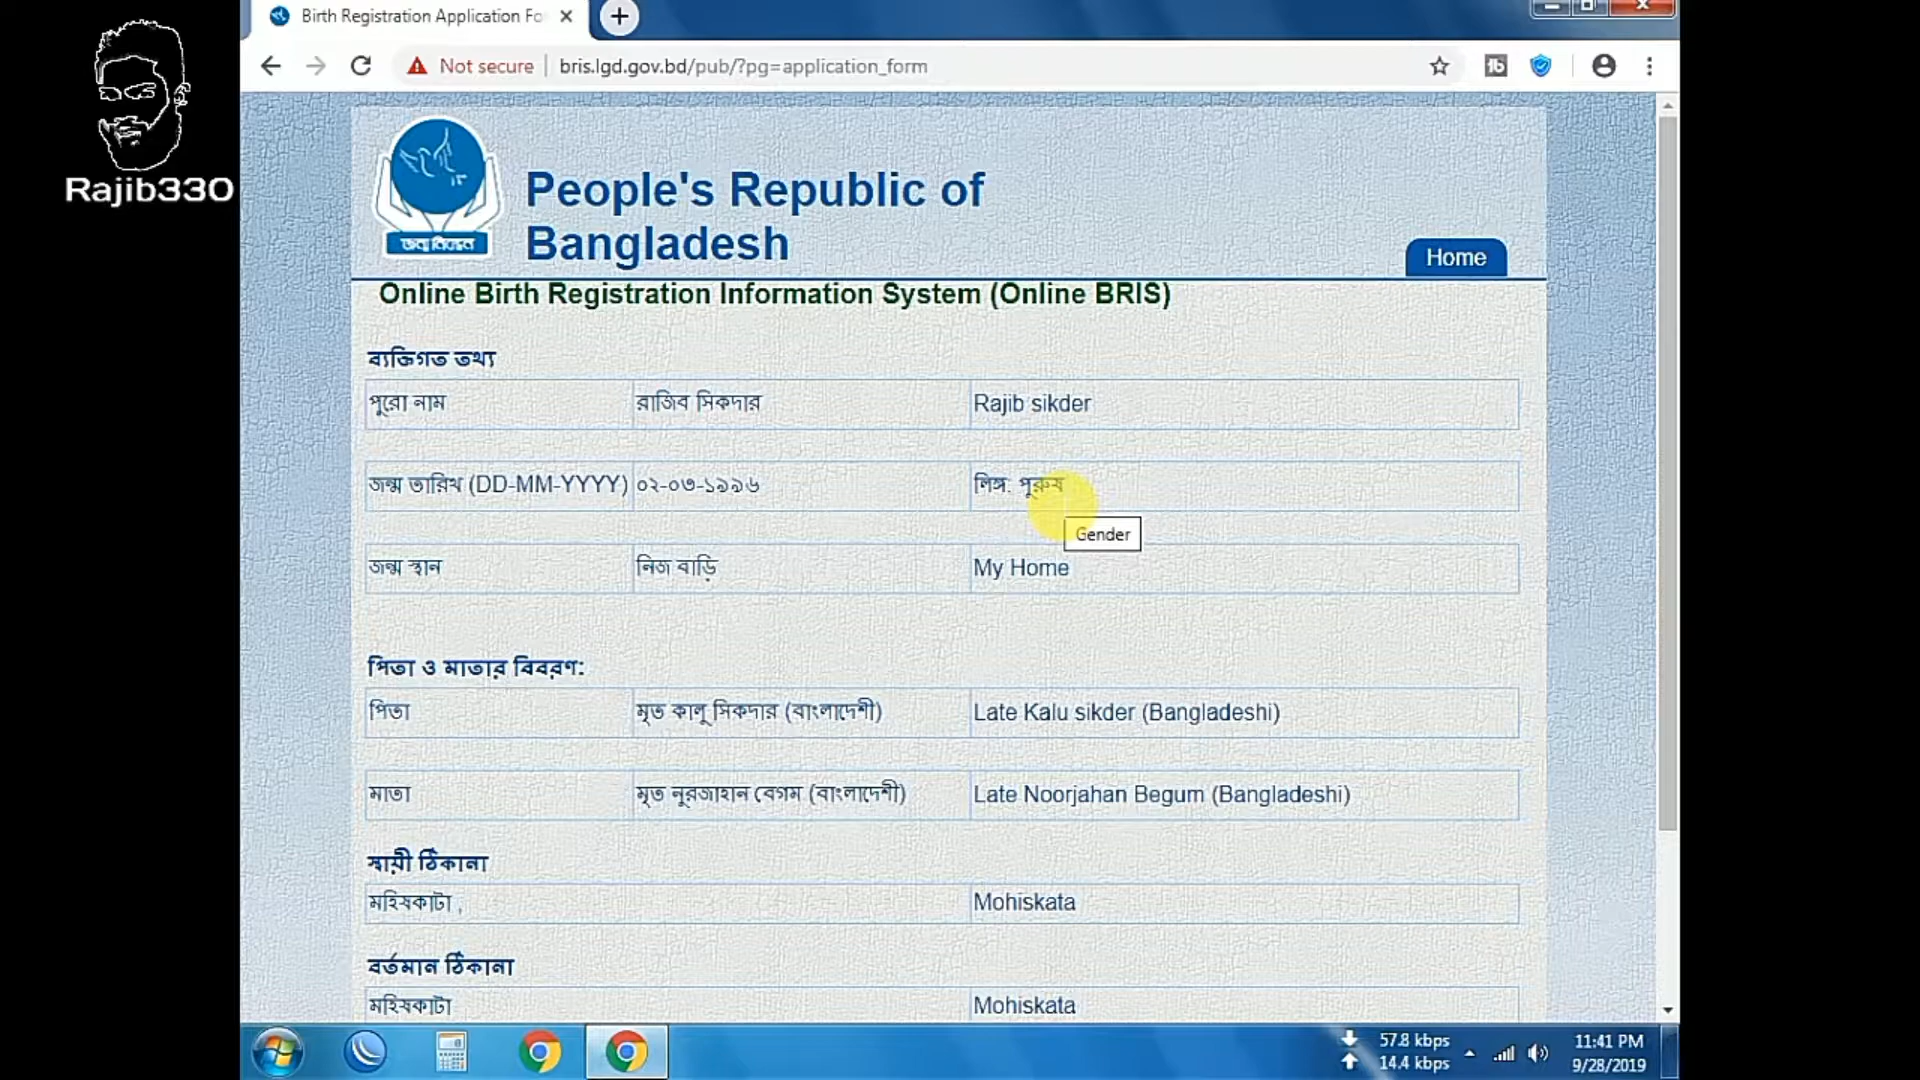 Birth Registration Application Fo
Rajib330
Not secure
bris.lgd.gov.bd/pub/?pg=application_form
People's Republic of
Bangladesh
জন্ম নিবন্ধন
Home
Online Birth Registration Information System (Online BRIS)
ব্যক্তিগত তথ্য
পুরো নাম রাজিব সিকদার Rajib sikder
জন্ম তারিখ (DD-MM-YYYY) ০২-০৩-১৯৯৬ লিঙ্গ: পুরুষ
Gender
জন্ম স্থান নিজ বাড়ি My Home
পিতা ও মাতার বিবরণ:
পিতা মৃত কালু সিকদার (বাংলাদেশী) Late Kalu sikder (Bangladeshi)
মাতা মৃত নুরজাহান বেগম (বাংলাদেশী) Late Noorjahan Begum (Bangladeshi)
স্থায়ী ঠিকানা
মহিষকাটা , Mohiskata
বর্তমান ঠিকানা
মহিষকাটা Mohiskata
57.8 kbps
14.4 kbps
11:41 PM
9/28/2019